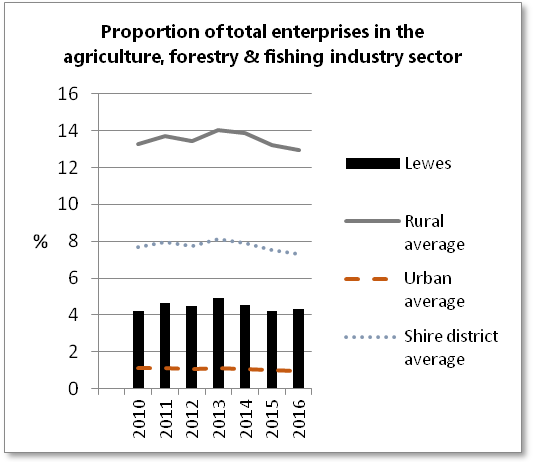 Proportion of total enterprises in the
agriculture, forestry & fishing industry sector
16
14
12
10
%
8
6
4
2
0
2010
2011
2012
2013
2014
2015
2016
Lewes
Rural
average
Urban
average
Shire district
average